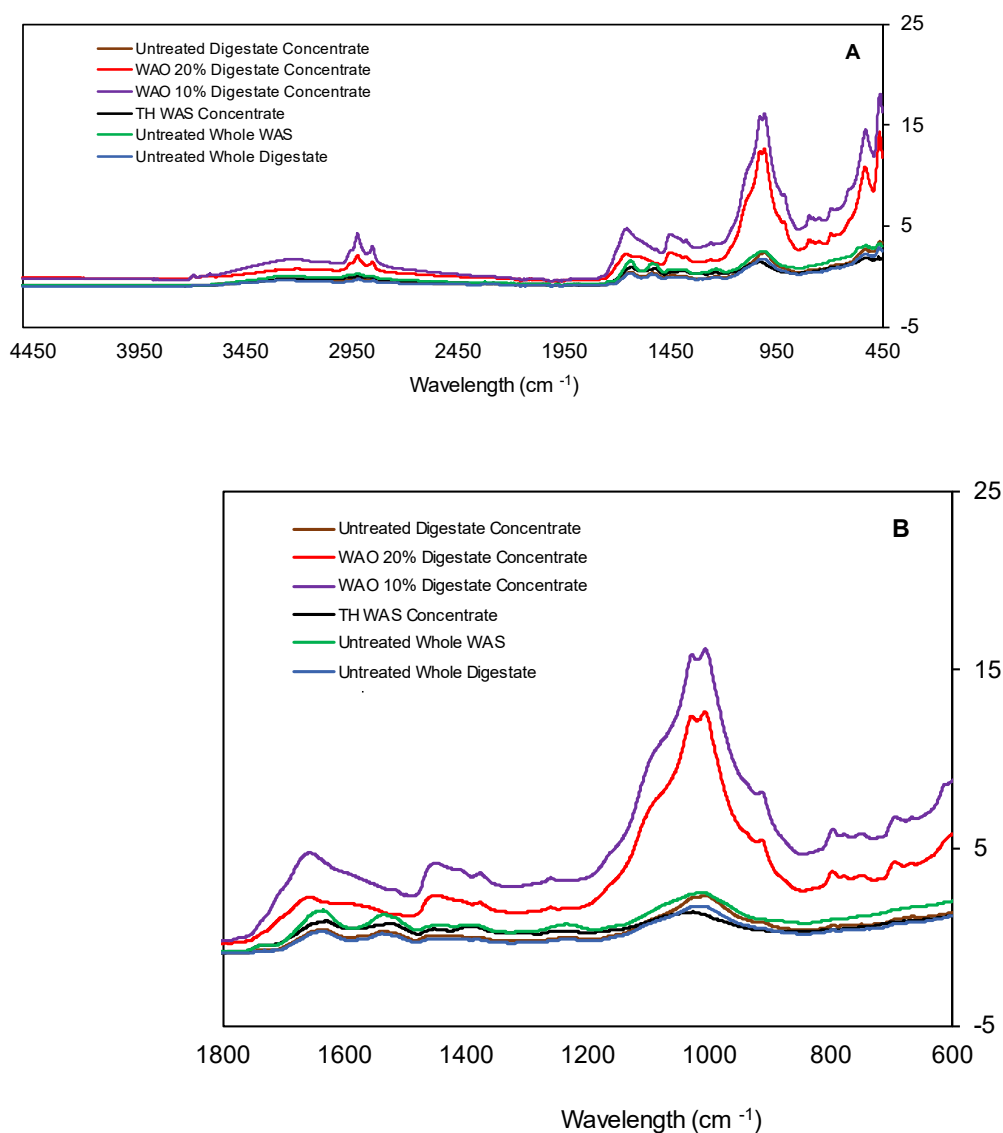 25
A
Untreated Digestate Concentrate
WAO 20% Digestate Concentrate
WAO 10% Digestate Concentrate
TH WAS Concentrate
Untreated Whole WAS
Untreated Whole Digestate
15
5
-5
4450 3950 3450 2950 2450 1950 1450 950 450
Wavelength (cm -1)
25
B
Untreated Digestate Concentrate
WAO 20% Digestate Concentrate
WAO 10% Digestate Concentrate
TH WAS Concentrate
Untreated Whole WAS
Untreated Whole Digestate
15
5
-5
1800 1600 1400 1200 1000 800 600
Wavelength (cm -1)